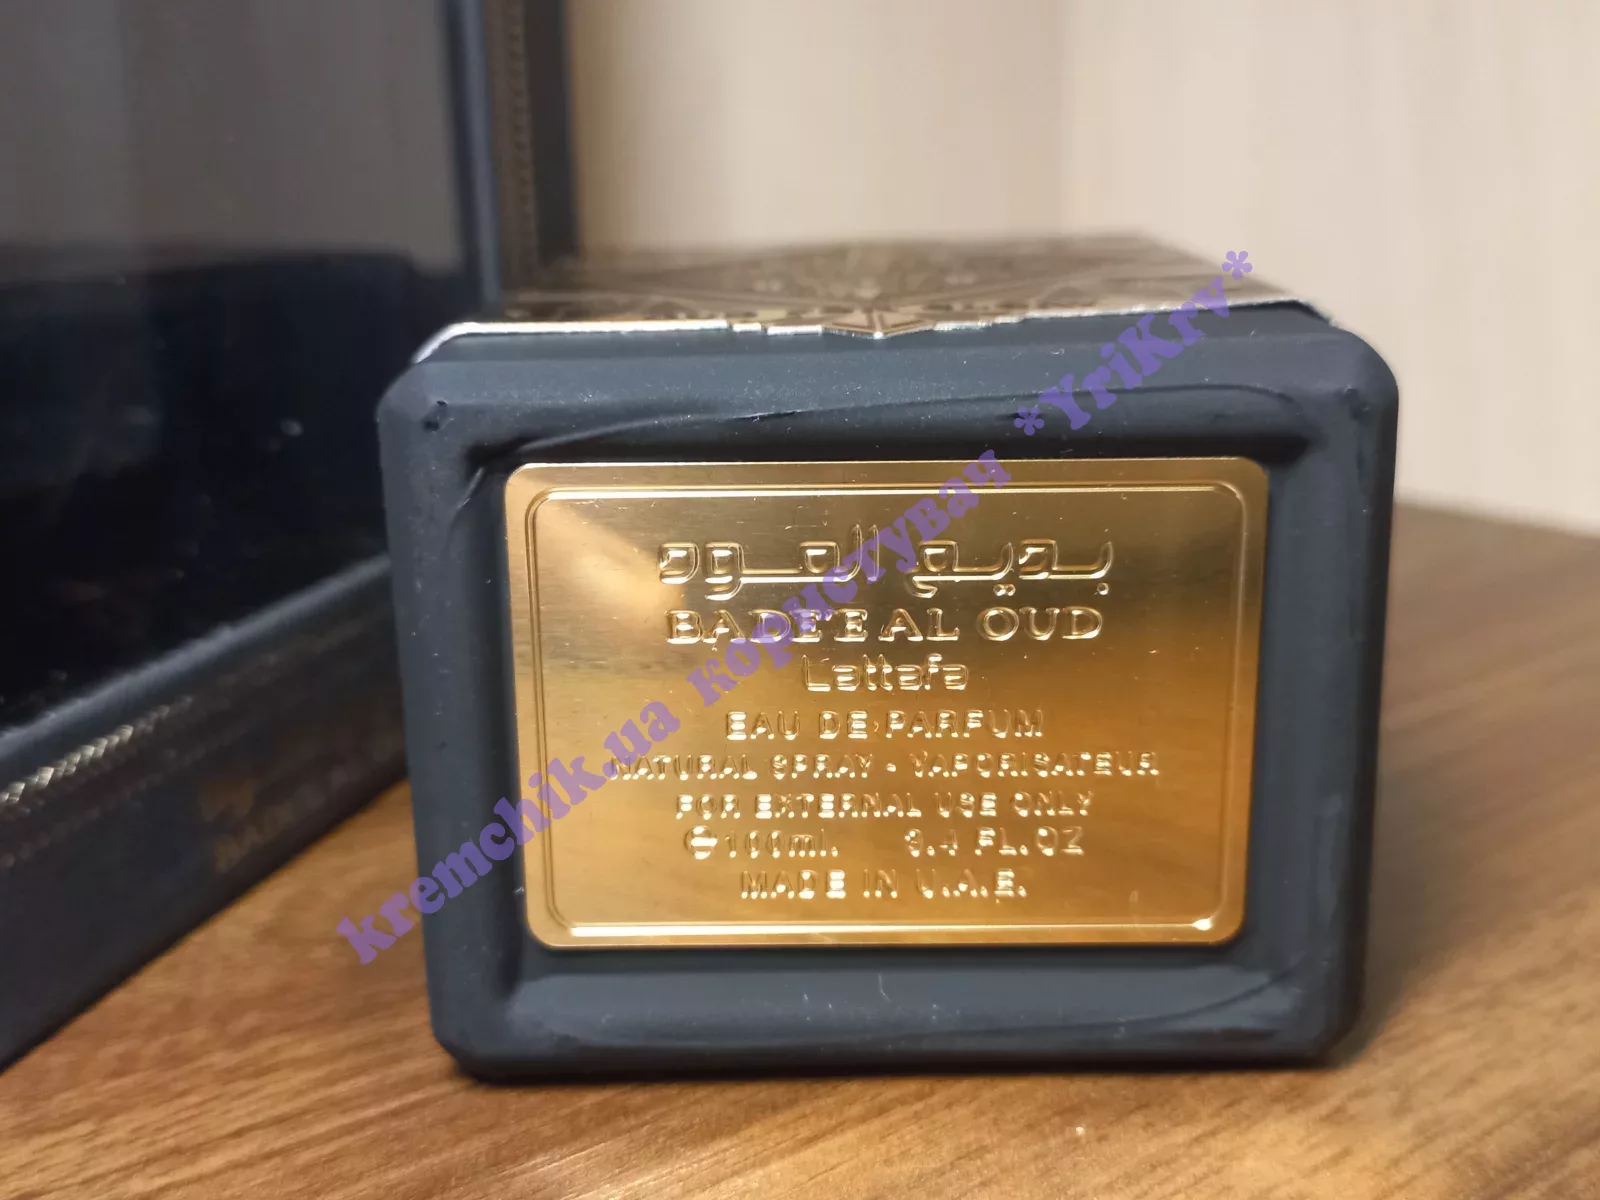 بديع العود
BADE'E AL OUD
Lattafa
EAU DE PARFUM
NATURAL SPRAY - VAPORISATEUR
FOR EXTERNAL USE ONLY
100ml. 3.4 FL.OZ
MADE IN U.A.E.
kremchik.ua користувач *YriKrv*